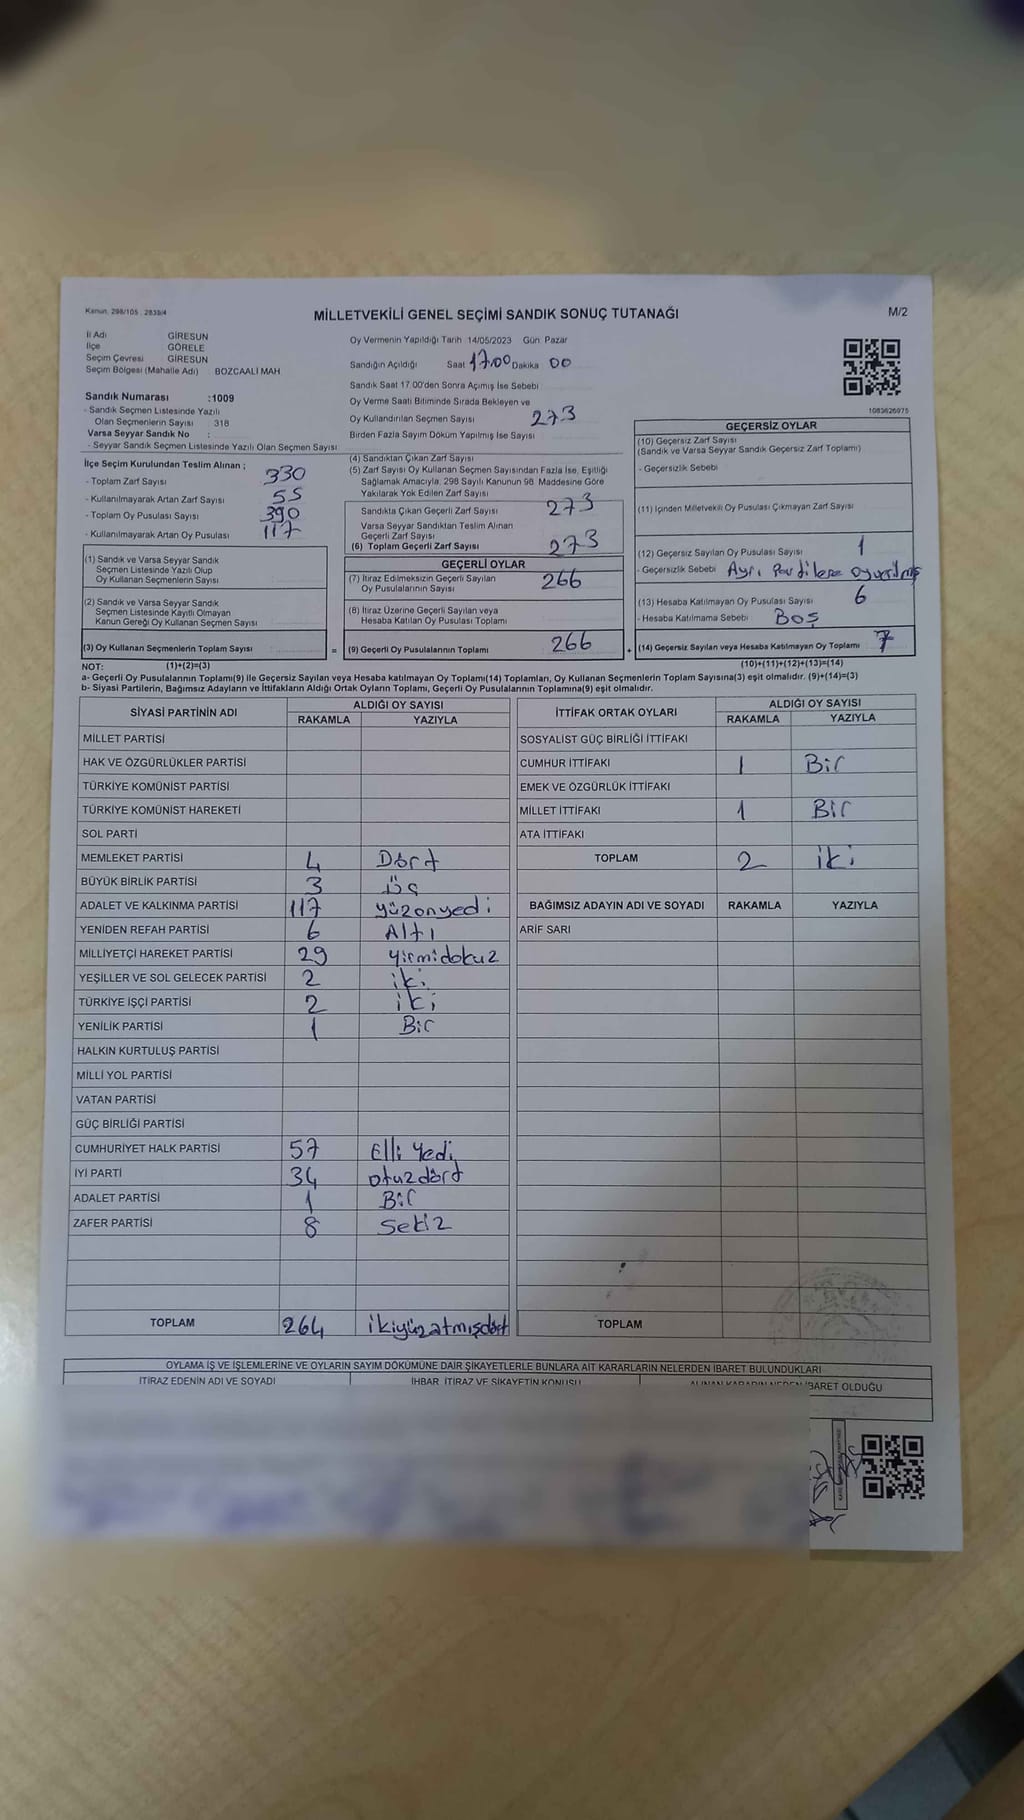 Kanun, 298/105 , 2839/4
MİLLETVEKİLİ GENEL SEÇİMİ SANDIK SONUÇ TUTANAĞI
M/2
İl Adı GİRESUN
İlçe GÖRELE
Seçim Çevresi GİRESUN
Seçim Bölgesi (Mahalle Adı) BOZCAALİ MAH
Sandık Numarası :1009
- Sandık Seçmen Listesinde Yazılı
Olan Seçmenlerin Sayısı : 318
Varsa Seyyar Sandık No :
- Seyyar Sandık Seçmen Listesinde Yazılı Olan Seçmen Sayısı :
İlçe Seçim Kurulundan Teslim Alınan ;
- Toplam Zarf Sayısı 330
- Kullanılmayarak Artan Zarf Sayısı 55
- Toplam Oy Pusulası Sayısı 390
- Kullanılmayarak Artan Oy Pusulası 117
(1) Sandık ve Varsa Seyyar Sandık
Seçmen Listesinde Yazılı Olup
Oy Kullanan Seçmenlerin Sayısı :
(2) Sandık ve Varsa Seyyar Sandık
Seçmen Listesinde Kayıtlı Olmayan
Kanun Gereği Oy Kullanan Seçmen Sayısı :
(3) Oy Kullanan Seçmenlerin Toplam Sayısı : =
Oy Vermenin Yapıldığı Tarih 14/05/2023 Gün: Pazar
Sandığın Açıldığı Saat 17.00 Dakika 00
Sandık Saat 17 00'den Sonra Açımış İse Sebebi
Oy Verme Saati Bitiminde Sırada Bekleyen ve
Oy Kullandırılan Seçmen Sayısı 273
Birden Fazla Sayım Döküm Yapılmış İse Sayısı
(4) Sandıktan Çıkan Zarf Sayısı
(5) Zarf Sayısı Oy Kullanan Seçmen Sayısından Fazla İse, Eşitliği
Sağlamak Amacıyla, 298 Sayılı Kanunun 98. Maddesine Göre
Yakılarak Yok Edilen Zarf Sayısı
Sandıkta Çıkan Geçerli Zarf Sayısı 273
Varsa Seyyar Sandıktan Teslim Alınan
Geçerli Zarf Sayısı
(6) Toplam Geçerli Zarf Sayısı 273
GEÇERLİ OYLAR
(7) İtiraz Edilmeksizin Geçerli Sayılan
Oy Pusulalarının Sayısı 266
(8) İtiraz Üzerine Geçerli Sayılan veya
Hesaba Katılan Oy Pusulası Toplamı
(9) Geçerli Oy Pusulalarının Toplamı 266 +
1083626975
GEÇERSİZ OYLAR
(10) Geçersiz Zarf Sayısı
(Sandık ve Varsa Seyyar Sandık Geçersiz Zarf Toplamı)
- Geçersizlik Sebebi
(11) İçinden Milletvekili Oy Pusulası Çıkmayan Zarf Sayısı
(12) Geçersiz Sayılan Oy Pusulası Sayısı 1
- Geçersizlik Sebebi Ayrı Partilere oy verilmiş
(13) Hesaba Katılmayan Oy Pusulası Sayısı 6
- Hesaba Katılmama Sebebi Boş
(14) Geçersiz Sayılan veya Hesaba Katılmayan Oy Toplamı 7
NOT: (1)+(2)=(3) (10)+(11)+(12)+(13)=(14)
a- Geçerli Oy Pusulalarının Toplamı(9) ile Geçersiz Sayılan veya Hesaba katılmayan Oy Toplamı(14) Toplamları, Oy Kullanan Seçmenlerin Toplam Sayısına(3) eşit olmalıdır. (9)+(14)=(3)
b- Siyasi Partilerin, Bağımsız Adayların ve İttifakların Aldığı Ortak Oyların Toplamı, Geçerli Oy Pusulalarının Toplamına(9) eşit olmalıdır.
SİYASİ PARTİNİN ADI ALDIĞI OY SAYISI
RAKAMLA YAZIYLA
MİLLET PARTİSİ
HAK VE ÖZGÜRLÜKLER PARTİSİ
TÜRKİYE KOMÜNİST PARTİSİ
TÜRKİYE KOMÜNİST HAREKETİ
SOL PARTİ
MEMLEKET PARTİSİ 4 Dört
BÜYÜK BİRLİK PARTİSİ 3 Üç
ADALET VE KALKINMA PARTİSİ 117 yüzonyedi
YENİDEN REFAH PARTİSİ 6 Altı
MİLLİYETÇİ HAREKET PARTİSİ 29 yirmidokuz
YEŞİLLER VE SOL GELECEK PARTİSİ 2 iki
TÜRKİYE İŞÇİ PARTİSİ 2 iki
YENİLİK PARTİSİ 1 Bir
HALKIN KURTULUŞ PARTİSİ
MİLLİ YOL PARTİSİ
VATAN PARTİSİ
GÜÇ BİRLİĞİ PARTİSİ
CUMHURİYET HALK PARTİSİ 57 Elli Yedi
İYİ PARTİ 34 otuzdört
ADALET PARTİSİ 1 Bir
ZAFER PARTİSİ 8 Sekiz
TOPLAM 264 ikiyüzatmışdört
İTTİFAK ORTAK OYLARI ALDIĞI OY SAYISI
RAKAMLA YAZIYLA
SOSYALİST GÜÇ BİRLİĞİ İTTİFAKI
CUMHUR İTTİFAKI 1 Bir
EMEK VE ÖZGÜRLÜK İTTİFAKI
MİLLET İTTİFAKI 1 Bir
ATA İTTİFAKI
TOPLAM 2 iki
BAĞIMSIZ ADAYIN ADI VE SOYADI RAKAMLA YAZIYLA
ARİF SARI
TOPLAM
OYLAMA İŞ VE İŞLEMLERİNE VE OYLARIN SAYIM DÖKÜMÜNE DAİR ŞİKAYETLERLE BUNLARA AİT KARARLARIN NELERDEN İBARET BULUNDUKLARI
İTİRAZ EDENİN ADI VE SOYADI İHBAR, İTİRAZ VE ŞİKAYETİN KONUSU ALINAN KARARIN NEDEN İBARET OLDUĞU